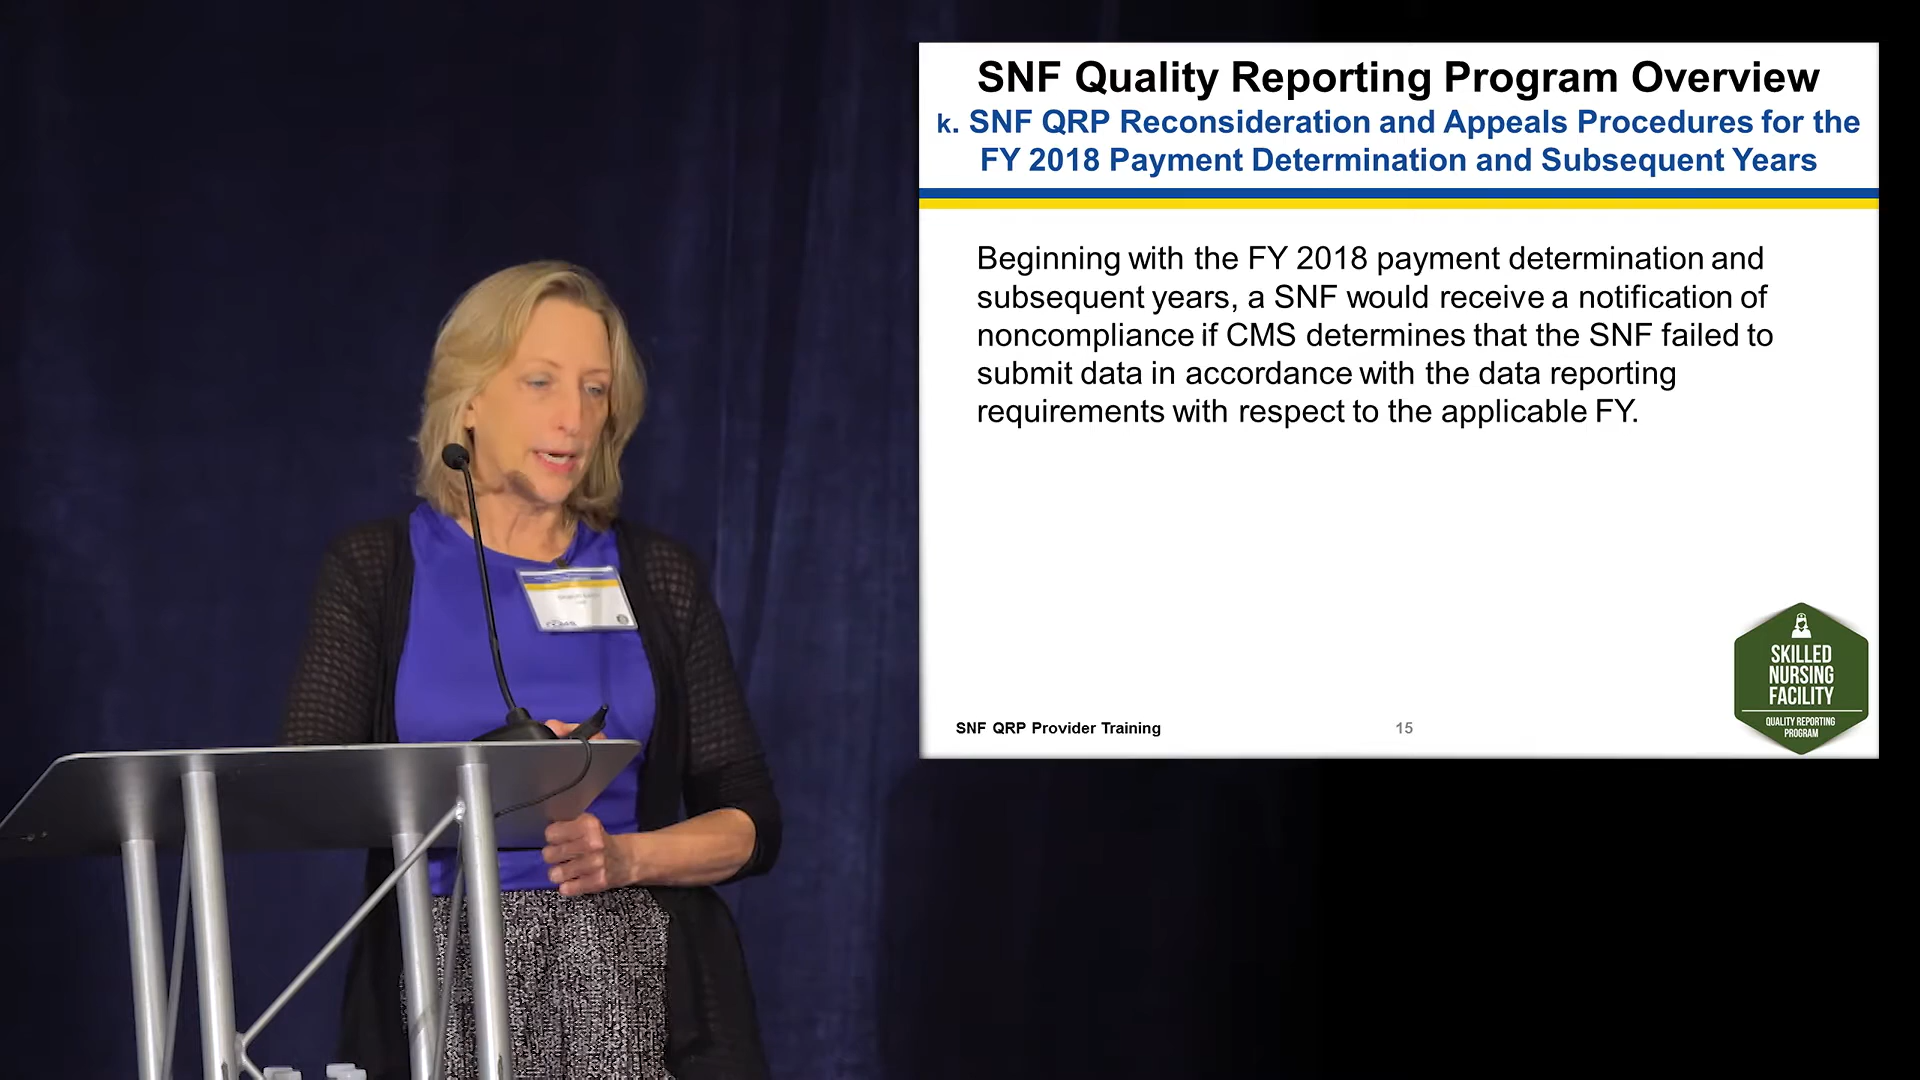 SNF Quality Reporting Program Overview
k. SNF QRP Reconsideration and Appeals Procedures for the
FY 2018 Payment Determination and Subsequent Years
Beginning with the FY 2018 payment determination and
subsequent years, a SNF would receive a notification of
noncompliance if CMS determines that the SNF failed to
submit data in accordance with the data reporting
requirements with respect to the applicable FY.
SNF QRP Provider Training
15
SKILLED
NURSING
FACILITY
QUALITY REPORTING
PROGRAM